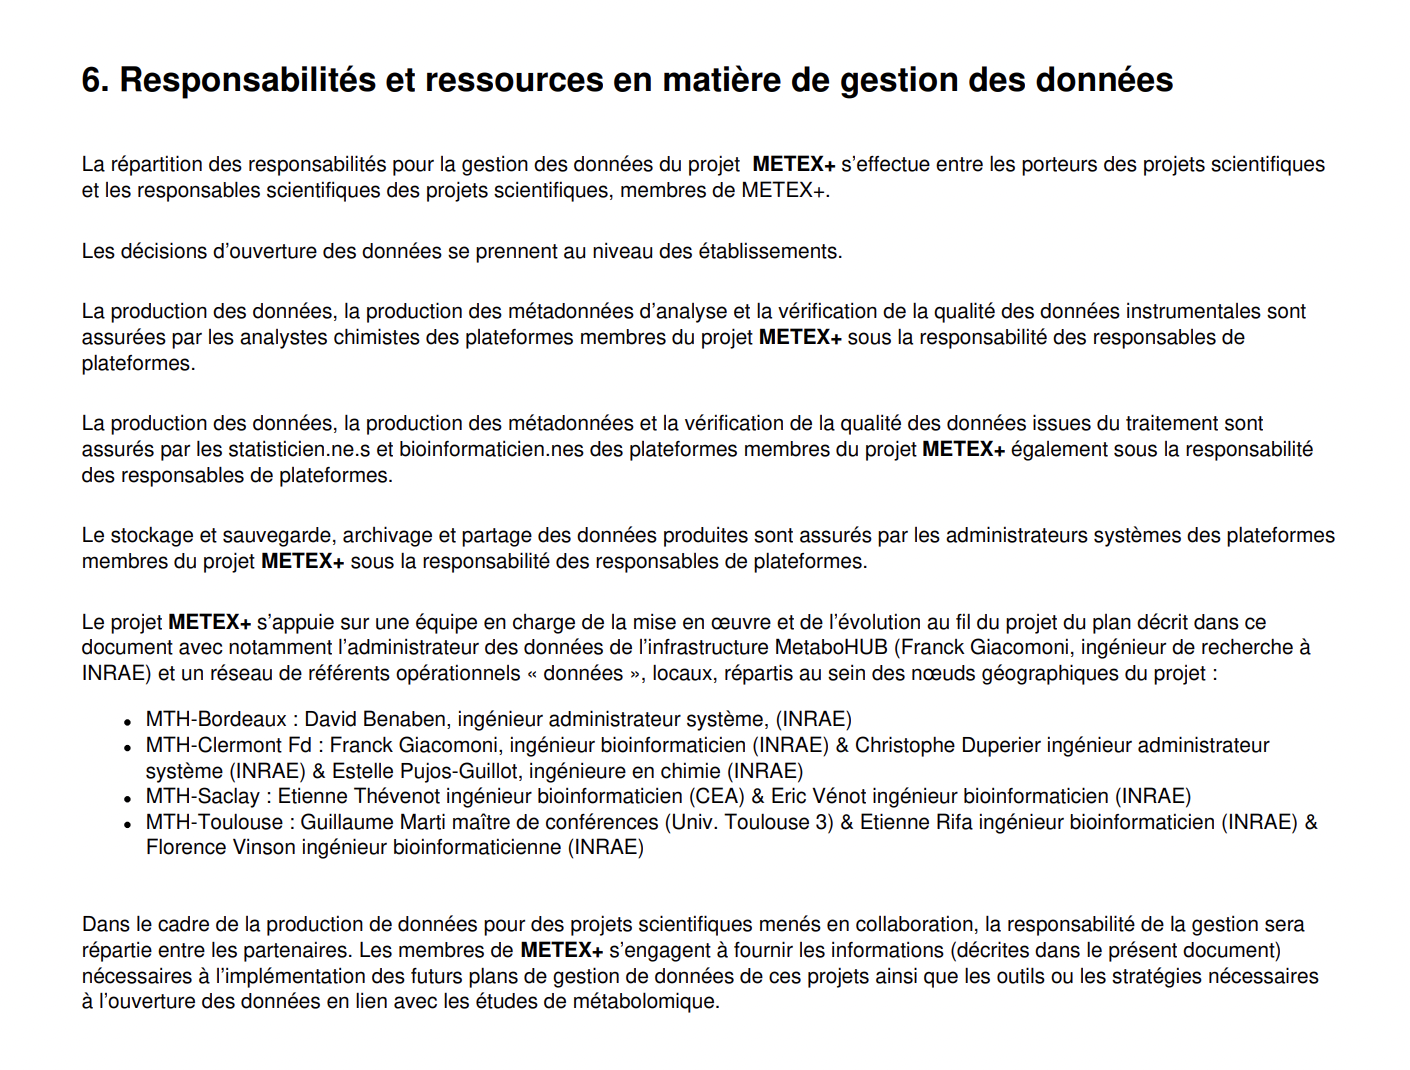 6. Responsabilités et ressources en matière de gestion des données
La répartition des responsabilités pour la gestion des données du projet  METEX+ s’effectue entre les porteurs des projets scientifiques
et les responsables scientifiques des projets scientifiques, membres de METEX+.
Les décisions d’ouverture des données se prennent au niveau des établissements.
La production des données, la production des métadonnées d’analyse et la vérification de la qualité des données instrumentales sont
assurées par les analystes chimistes des plateformes membres du projet METEX+ sous la responsabilité des responsables de
plateformes.
La production des données, la production des métadonnées et la vérification de la qualité des données issues du traitement sont
assurés par les statisticien.ne.s et bioinformaticien.nes des plateformes membres du projet METEX+ également sous la responsabilité
des responsables de plateformes.
Le stockage et sauvegarde, archivage et partage des données produites sont assurés par les administrateurs systèmes des plateformes
membres du projet METEX+ sous la responsabilité des responsables de plateformes.
Le projet METEX+ s’appuie sur une équipe en charge de la mise en œuvre et de l’évolution au fil du projet du plan décrit dans ce
document avec notamment l’administrateur des données de l’infrastructure MetaboHUB (Franck Giacomoni, ingénieur de recherche à
INRAE) et un réseau de référents opérationnels « données », locaux, répartis au sein des nœuds géographiques du projet :
• MTH-Bordeaux : David Benaben, ingénieur administrateur système, (INRAE)
• MTH-Clermont Fd : Franck Giacomoni, ingénieur bioinformaticien (INRAE) & Christophe Duperier ingénieur administrateur
système (INRAE) & Estelle Pujos-Guillot, ingénieure en chimie (INRAE)
• MTH-Saclay : Etienne Thévenot ingénieur bioinformaticien (CEA) & Eric Vénot ingénieur bioinformaticien (INRAE)
• MTH-Toulouse : Guillaume Marti maître de conférences (Univ. Toulouse 3) & Etienne Rifa ingénieur bioinformaticien (INRAE) &
Florence Vinson ingénieur bioinformaticienne (INRAE)
Dans le cadre de la production de données pour des projets scientifiques menés en collaboration, la responsabilité de la gestion sera
répartie entre les partenaires. Les membres de METEX+ s’engagent à fournir les informations (décrites dans le présent document)
nécessaires à l’implémentation des futurs plans de gestion de données de ces projets ainsi que les outils ou les stratégies nécessaires
à l’ouverture des données en lien avec les études de métabolomique.